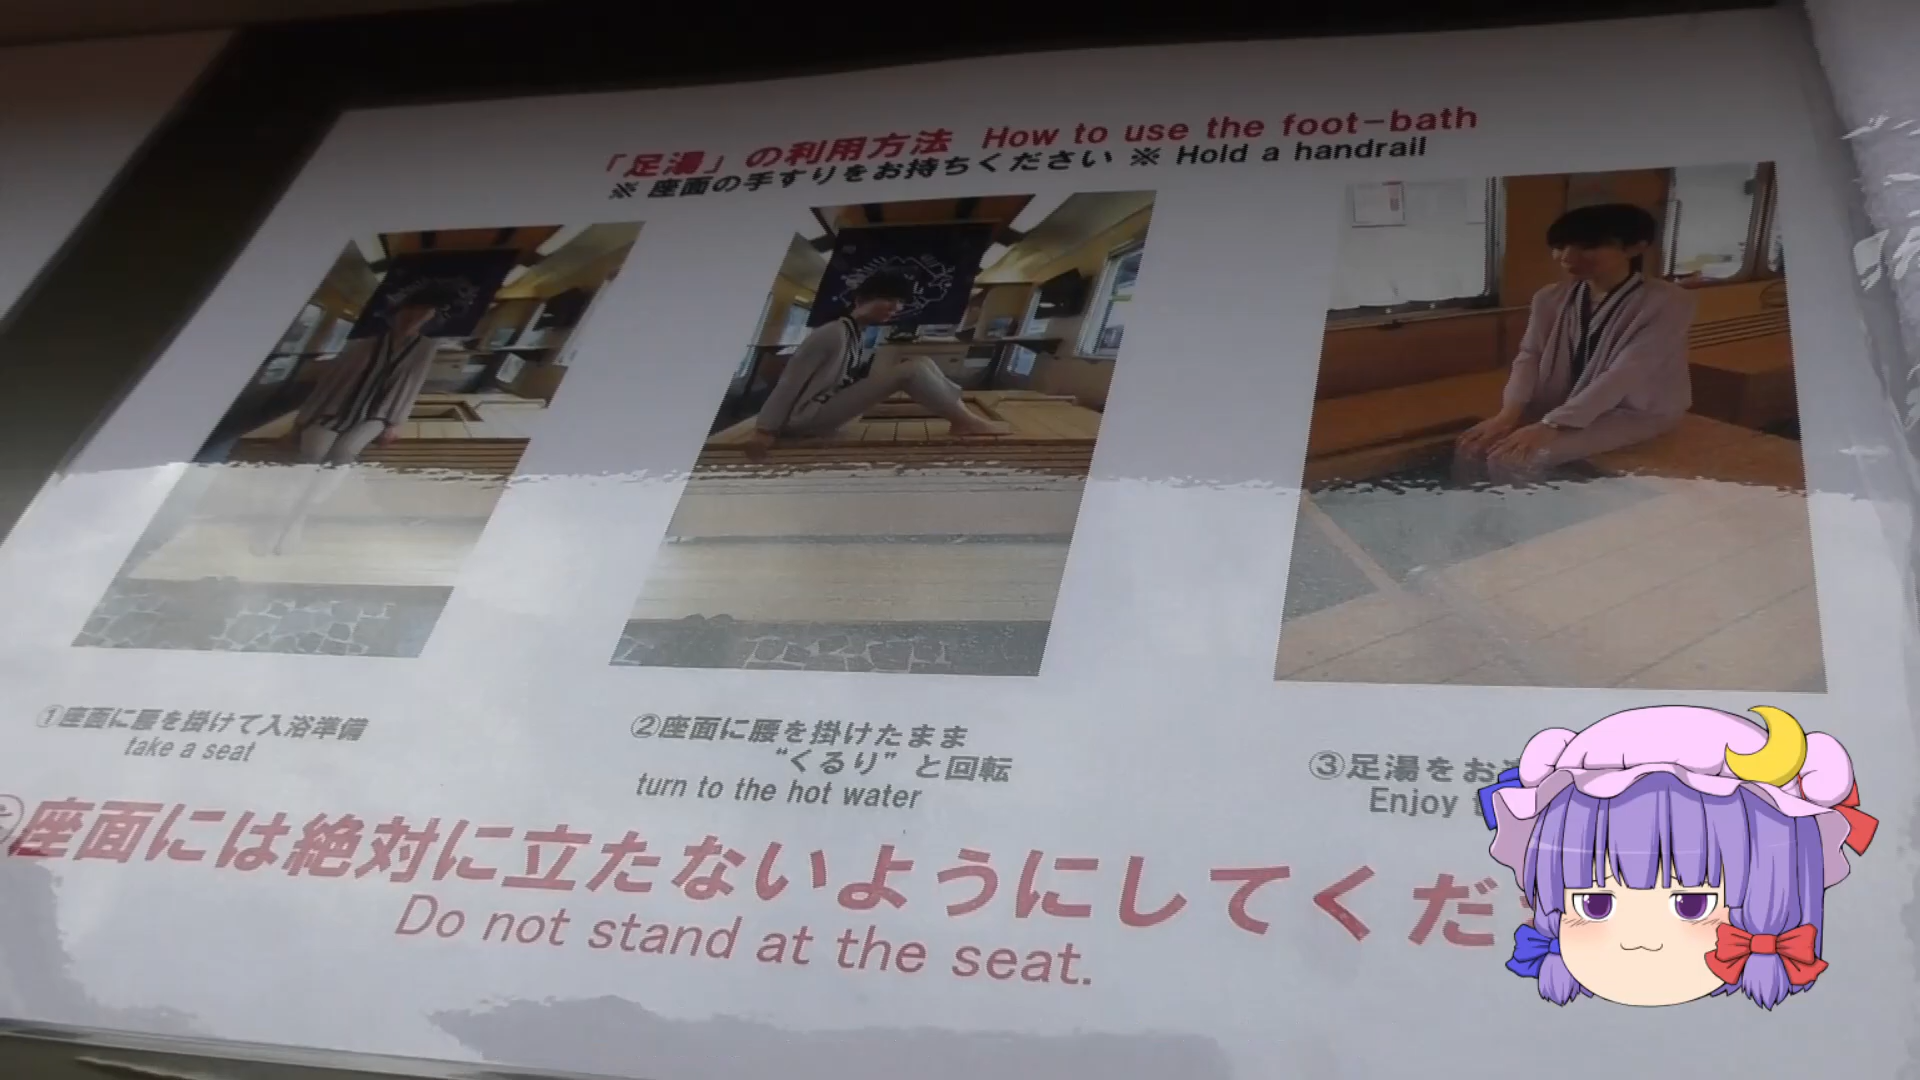 「足湯」の利用方法 How to use the foot-bath
※ 座面の手すりをお持ちください ※ Hold a handrail
①座面に腰を掛けて入浴準備
take a seat
②座面に腰を掛けたまま
“くるり”と回転
turn to the hot water
③足湯をお
Enjoy
座面には絶対に立たないようにしてくだ
Do not stand at the seat.